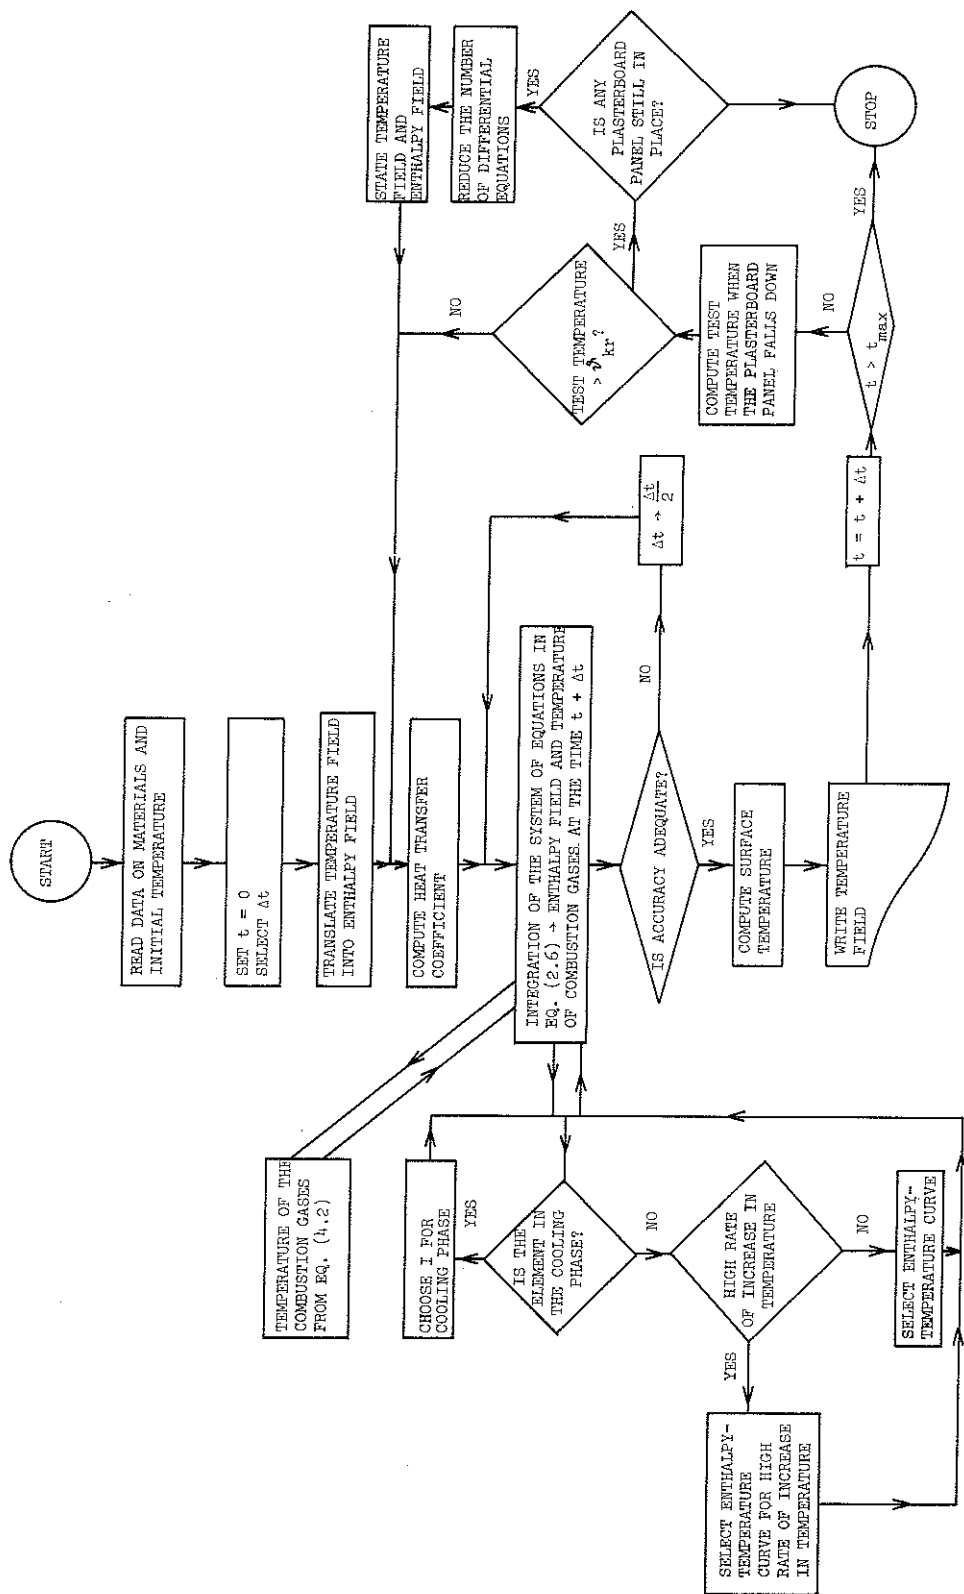 START
READ DATA ON MATERIALS AND
INITIAL TEMPERATURE
SET t = 0
SELECT Δt
TRANSLATE TEMPERATURE FIELD
INTO ENTHALPY FIELD
COMPUTE HEAT TRANSFER
COEFFICIENT
INTEGRATION OF THE SYSTEM OF EQUATIONS IN
EQ. (2.6) → ENTHALPY FIELD AND TEMPERATURE
OF COMBUSTION GASES AT THE TIME t + Δt
TEMPERATURE OF THE
COMBUSTION GASES
FROM EQ. (4.2)
CHOOSE I FOR
COOLING PHASE
YES
IS THE
ELEMENT IN
THE COOLING
PHASE?
NO
HIGH RATE
OF INCREASE IN
TEMPERATURE
YES
NO
SELECT ENTHALPY-
TEMPERATURE CURVE
SELECT ENTHALPY-
TEMPERATURE
CURVE FOR HIGH
RATE OF INCREASE
IN TEMPERATURE
IS ACCURACY ADEQUATE?
NO
Δt → Δt/2
YES
COMPUTE SURFACE
TEMPERATURE
WRITE TEMPERATURE
FIELD
t = t + Δt
t > tmax
YES
STOP
NO
COMPUTE TEST
TEMPERATURE WHEN
THE PLASTERBOARD
PANEL FALLS DOWN
TEST TEMPERATURE
> ϑkr?
NO
YES
IS ANY
PLASTERBOARD
PANEL STILL IN
PLACE?
YES
REDUCE THE NUMBER
OF DIFFERENTIAL
EQUATIONS
STATE TEMPERATURE
FIELD AND
ENTHALPY FIELD